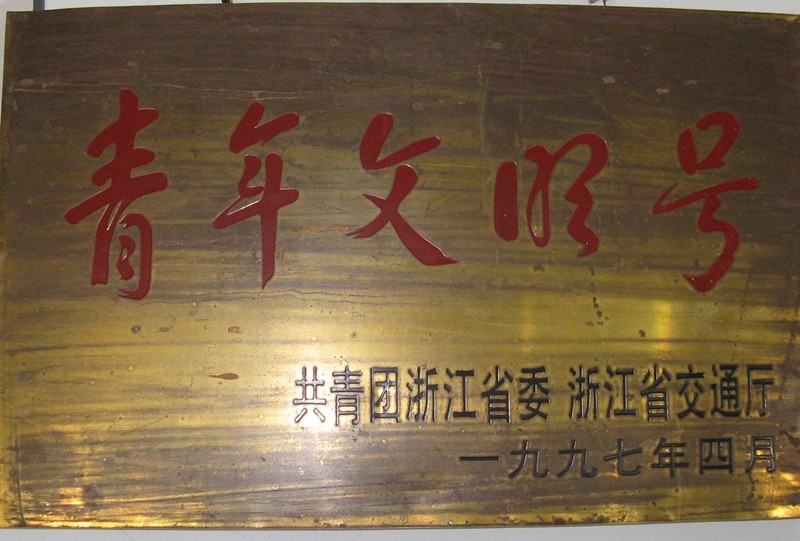 青年文明号
共青团浙江省委 浙江省交通厅
一九九七年四月